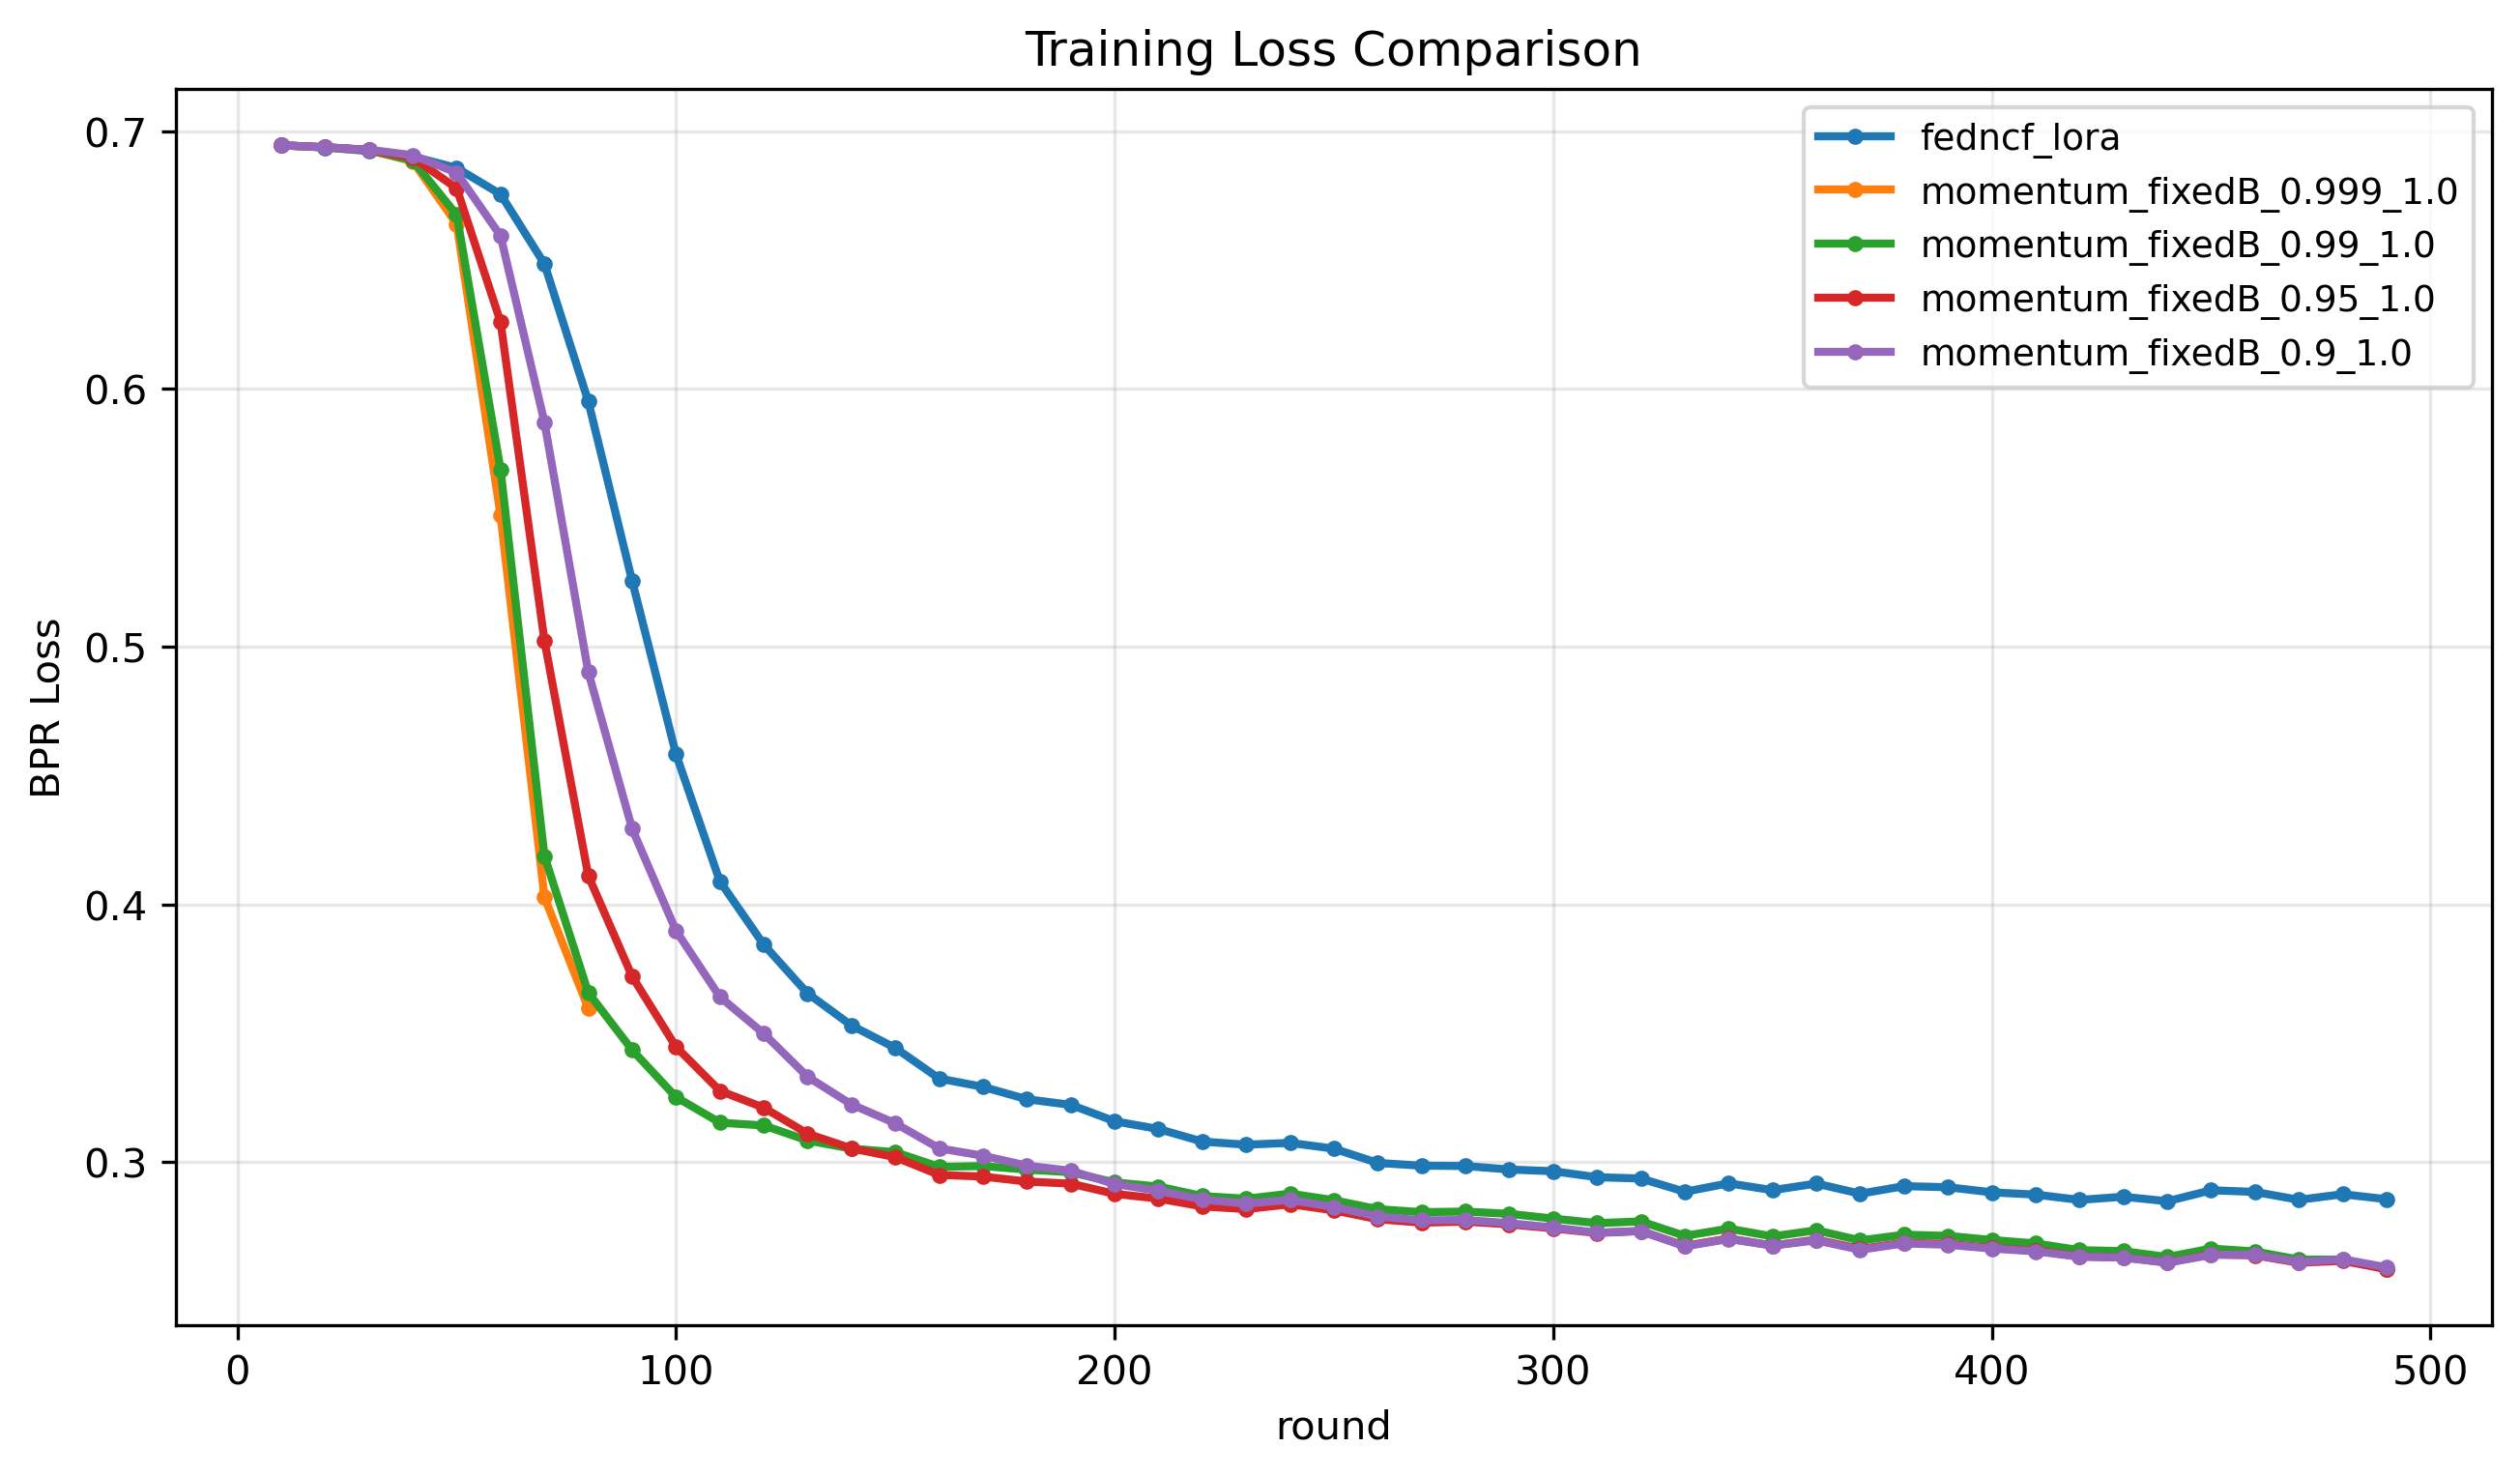 Training Loss Comparison
fedncf_lora
momentum_fixedB_0.999_1.0
momentum_fixedB_0.99_1.0
momentum_fixedB_0.95_1.0
momentum_fixedB_0.9_1.0
BPR Loss
0.7
0.6
0.5
0.4
0.3
0 100 200 300 400 500
round